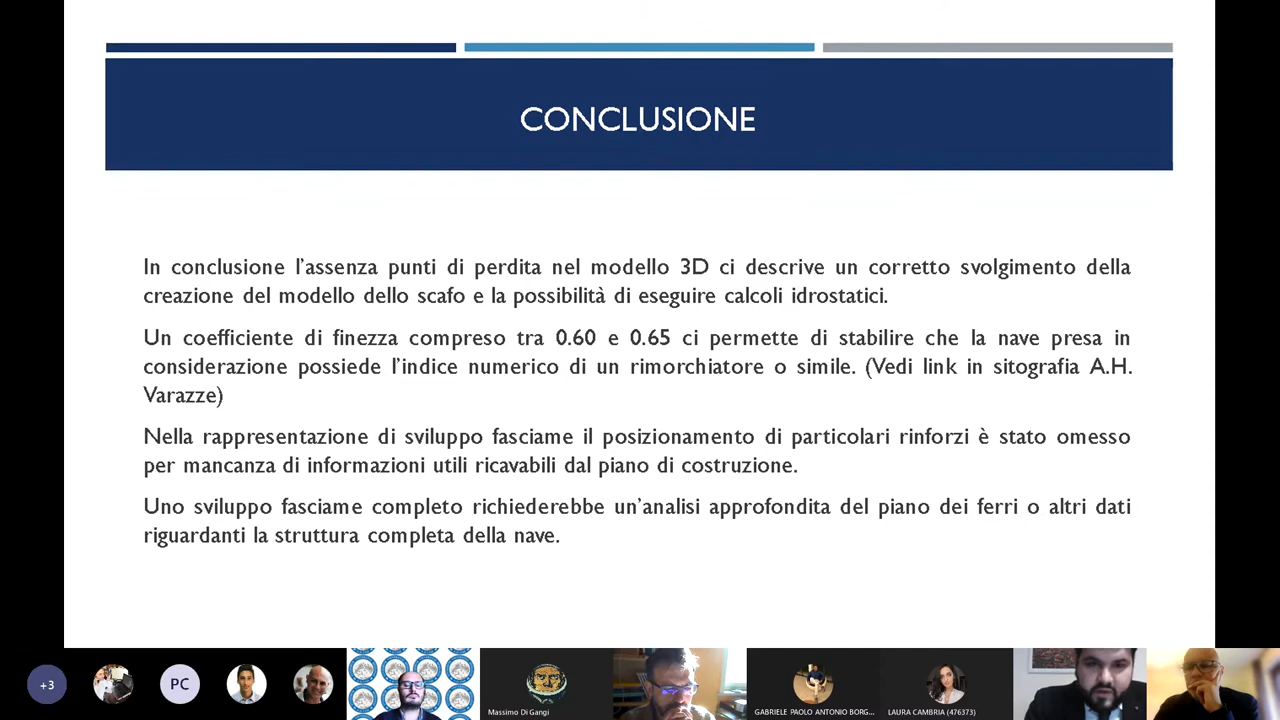 CONCLUSIONE
In conclusione l'assenza punti di perdita nel modello 3D ci descrive un corretto svolgimento della
creazione del modello dello scafo e la possibilità di eseguire calcoli idrostatici.
Un coefficiente di finezza compreso tra 0.60 e 0.65 ci permette di stabilire che la nave presa in
considerazione possiede l'indice numerico di un rimorchiatore o simile. (Vedi link in sitografia A.H.
Varazze)
Nella rappresentazione di sviluppo fasciame il posizionamento di particolari rinforzi è stato omesso
per mancanza di informazioni utili ricavabili dal piano di costruzione.
Uno sviluppo fasciame completo richiederebbe un'analisi approfondita del piano dei ferri o altri dati
riguardanti la struttura completa della nave.
+3
PC
Massimo Di Gangi
GABRIELE PAOLO ANTONIO BORG...
LAURA CAMBRIA (476373)